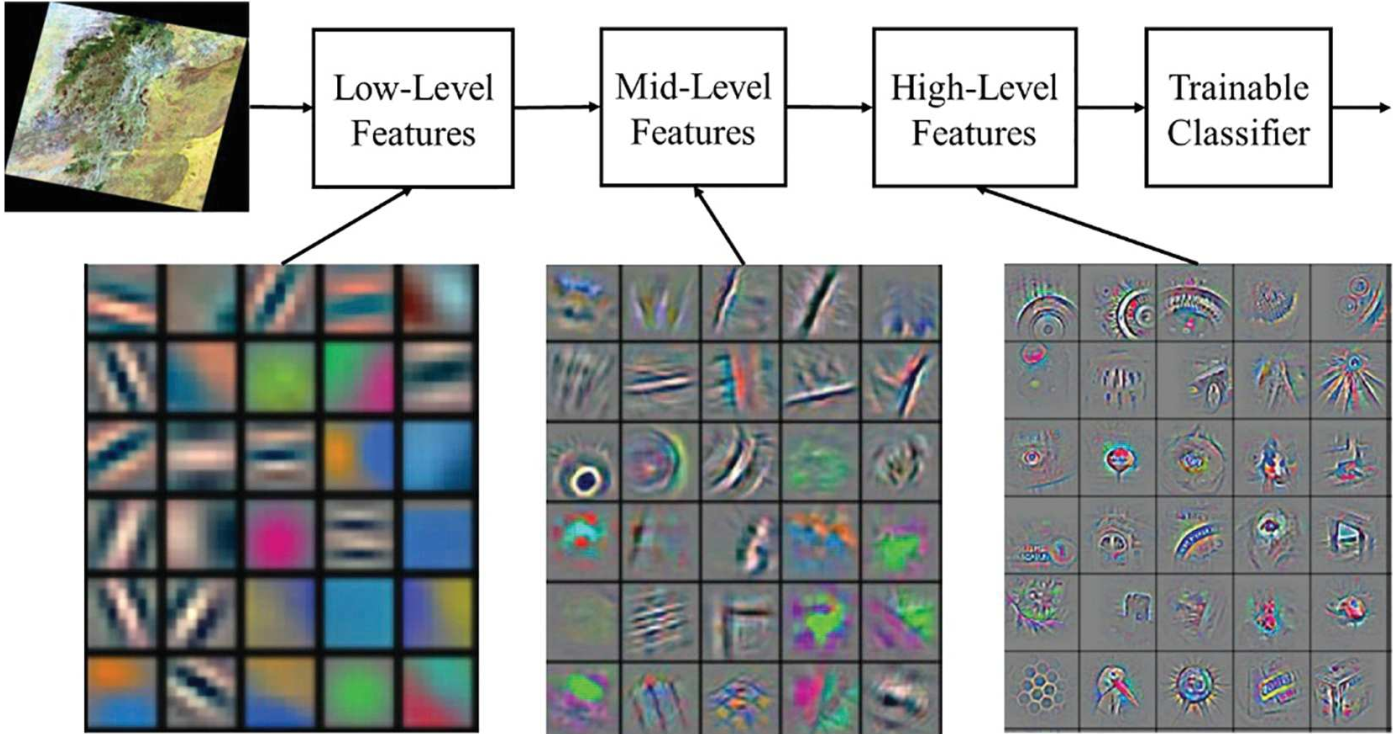 Low-Level
Features
Mid-Level
Features
High-Level
Features
Trainable
Classifier